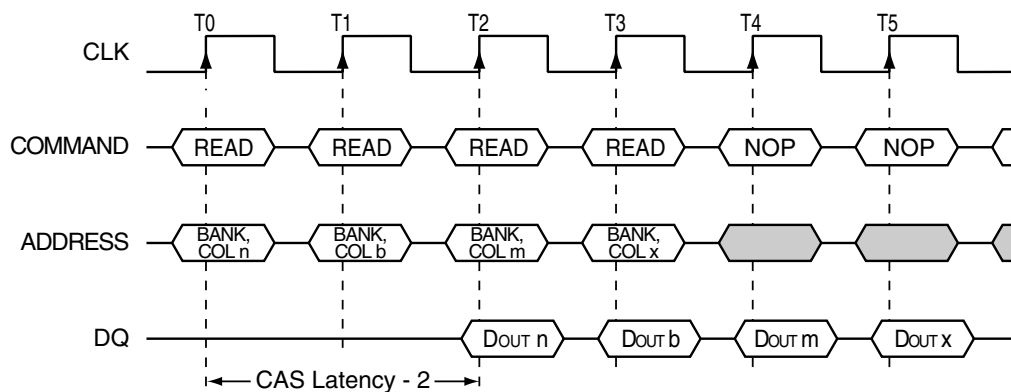 T0 T1 T2 T3 T4 T5
CLK
COMMAND READ READ READ READ NOP NOP
ADDRESS BANK, COL n BANK, COL b BANK, COL m BANK, COL x
DQ DOUT n DOUT b DOUT m DOUT x
CAS Latency - 2